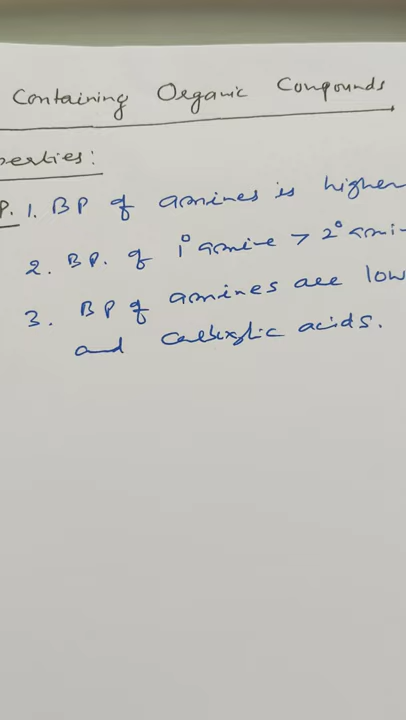 Containing Organic Compounds
perties:
P. 1. BP of amines is higher
2. BP. of 1° amine > 2° ami-
3. BP of amines are low
and Carboxylic acids.